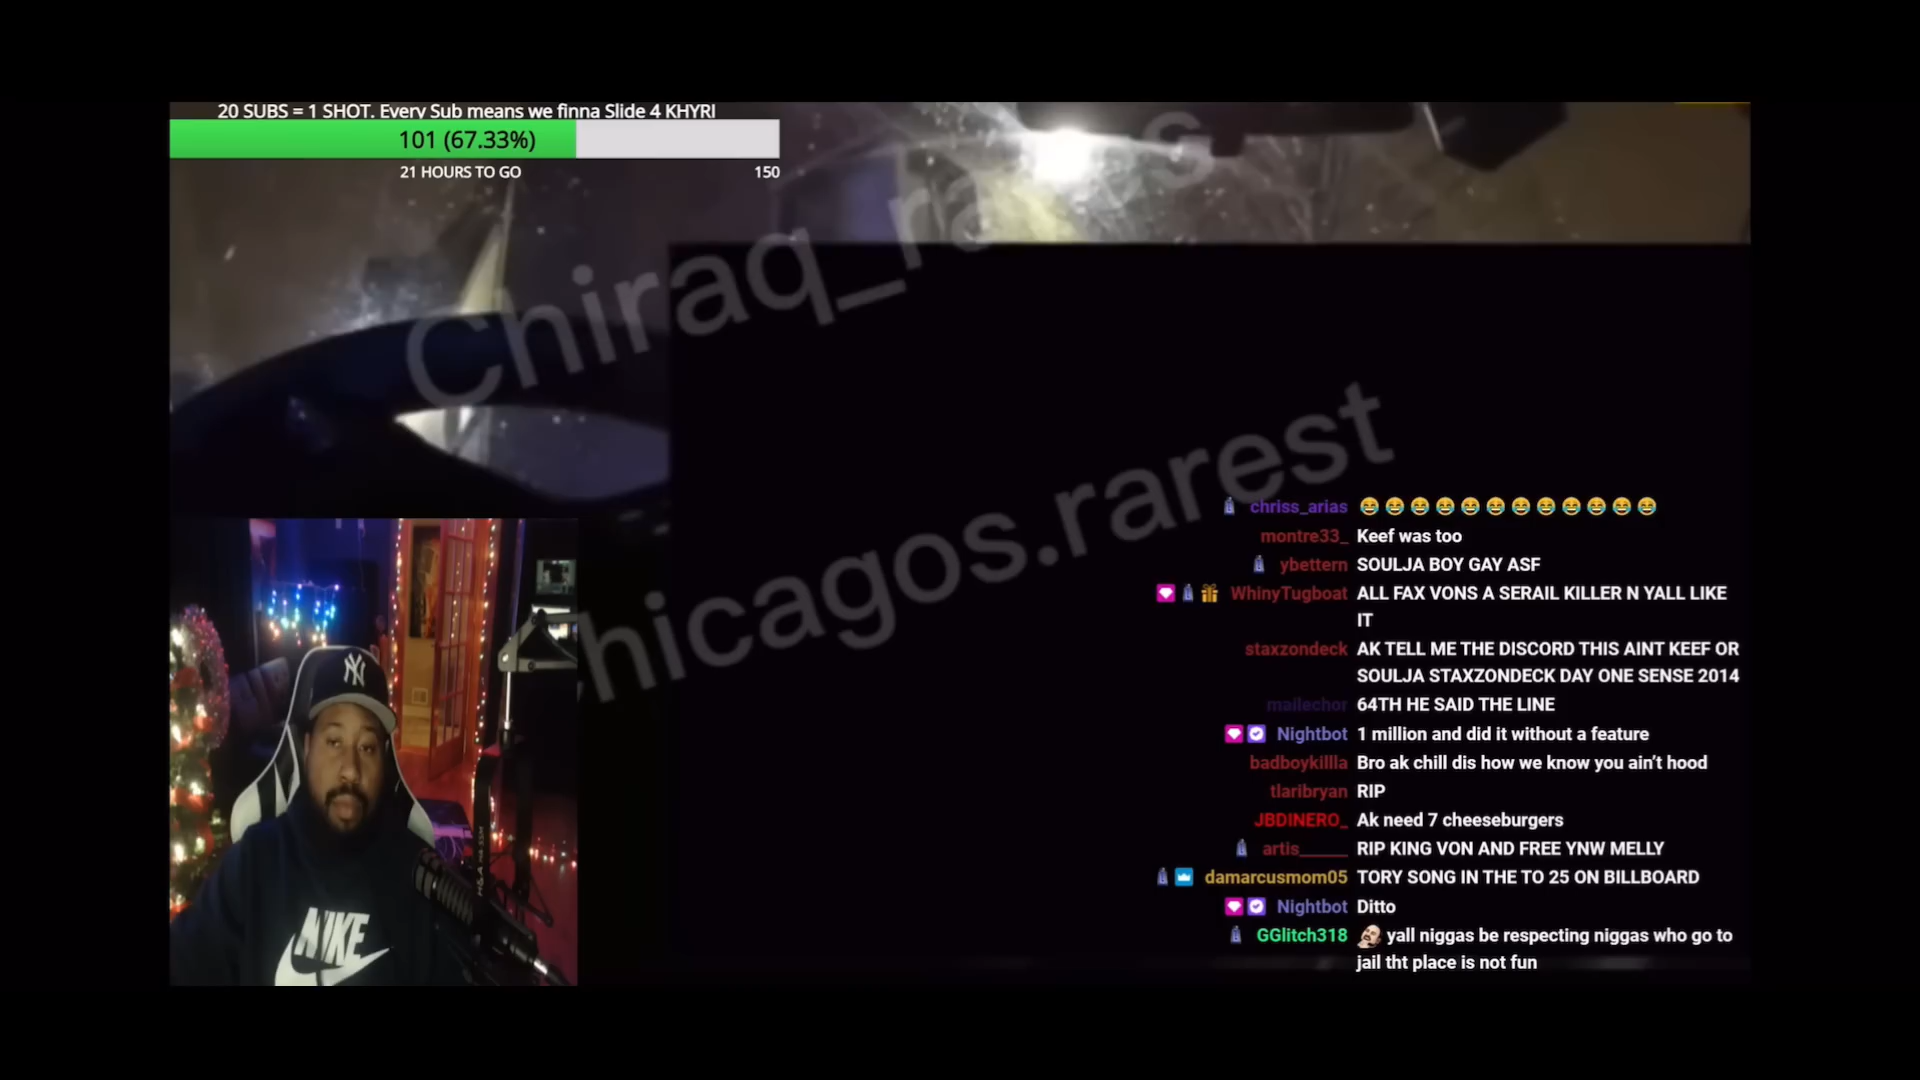 20 SUBS = 1 SHOT. Every Sub means we finna Slide 4 KHYRI
101 (67.33%)
21 HOURS TO GO 150
Chiraq_rares
chicagos.rarest
chriss_arias 😂😂😂😂😂😂😂😂😂😂😂😂
montre33_ Keef was too
ybettern SOULJA BOY GAY ASF
WhinyTugboat ALL FAX VONS A SERAIL KILLER N YALL LIKE
IT
staxzondeck AK TELL ME THE DISCORD THIS AINT KEEF OR
SOULJA STAXZONDECK DAY ONE SENSE 2014
mailechor 64TH HE SAID THE LINE
Nightbot 1 million and did it without a feature
badboykillla Bro ak chill dis how we know you ain't hood
tlaribryan RIP
JBDINERO_ Ak need 7 cheeseburgers
artis______ RIP KING VON AND FREE YNW MELLY
damarcusmom05 TORY SONG IN THE TO 25 ON BILLBOARD
Nightbot Ditto
GGlitch318 yall niggas be respecting niggas who go to
jail tht place is not fun
NY
NIKE